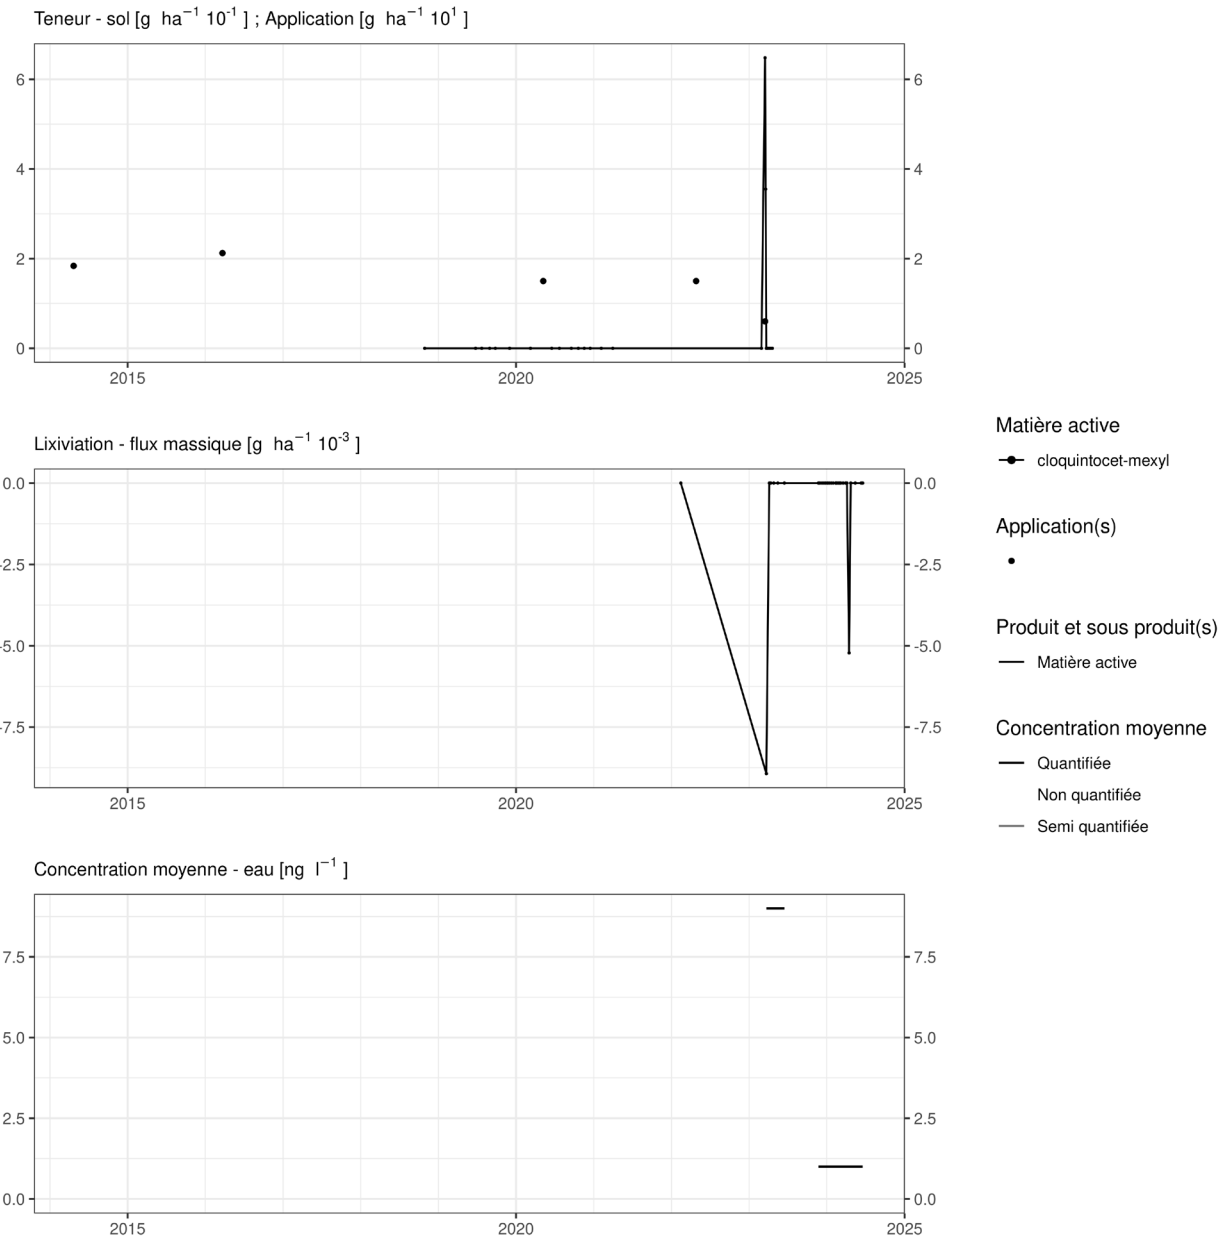 Teneur - sol [g ha⁻¹ 10⁻¹ ] ; Application [g ha⁻¹ 10¹ ]
6
6
4
4
2
2
0
0
2015
2020
2025
Lixiviation - flux massique [g ha⁻¹ 10⁻³ ]
0.0
0.0
-2.5
-2.5
-5.0
-5.0
-7.5
-7.5
2015
2020
2025
Concentration moyenne - eau [ng l⁻¹ ]
7.5
7.5
5.0
5.0
2.5
2.5
0.0
0.0
2015
2020
2025
Matière active
cloquintocet-mexyl
Application(s)
Produit et sous produit(s)
Matière active
Concentration moyenne
Quantifiée
Non quantifiée
Semi quantifiée